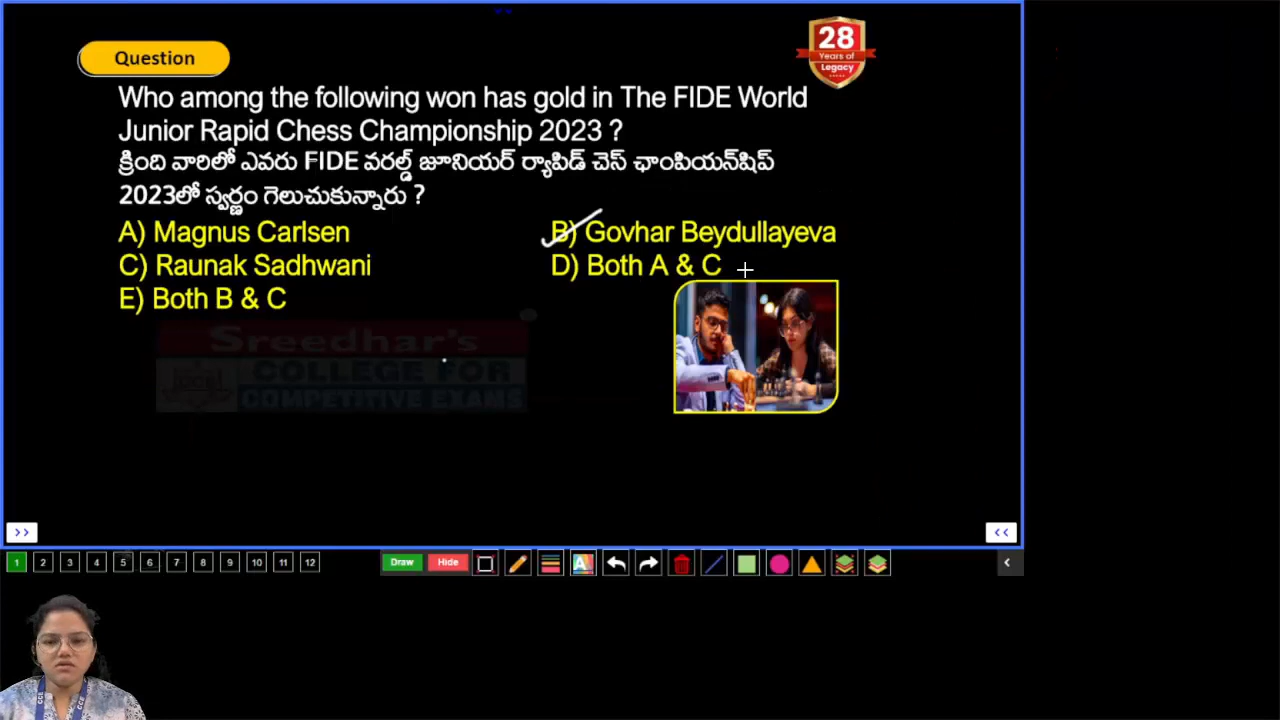 28
Years of
Legacy
Question
Who among the following won has gold in The FIDE World
Junior Rapid Chess Championship 2023 ?
క్రింది వారిలో ఎవరు FIDE వరల్డ్ జూనియర్ ర్యాపిడ్ చెస్ ఛాంపియన్‌షిప్
2023లో స్వర్ణం గెలుచుకున్నారు ?
A) Magnus Carlsen B) Govhar Beydullayeva
C) Raunak Sadhwani D) Both A & C
E) Both B & C
Sreedhar's
CCE COLLEGE FOR
COMPETITIVE EXAMS
>> <<
1 2 3 4 5 6 7 8 9 10 11 12 Draw Hide A <